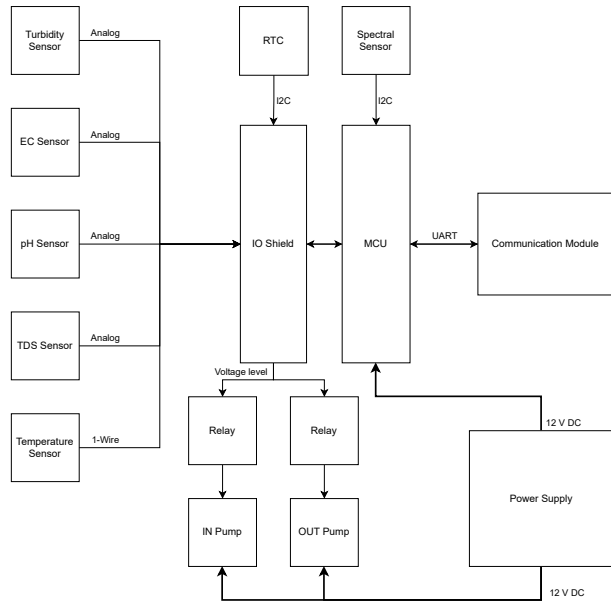 Turbidity
Sensor
Analog
RTC
Spectral
Sensor
I2C
I2C
EC Sensor
Analog
pH Sensor
Analog
IO Shield
MCU
UART
Communication Module
TDS Sensor
Analog
Voltage level
Temperature
Sensor
1-Wire
Relay
Relay
12 V DC
IN Pump
OUT Pump
Power Supply
12 V DC